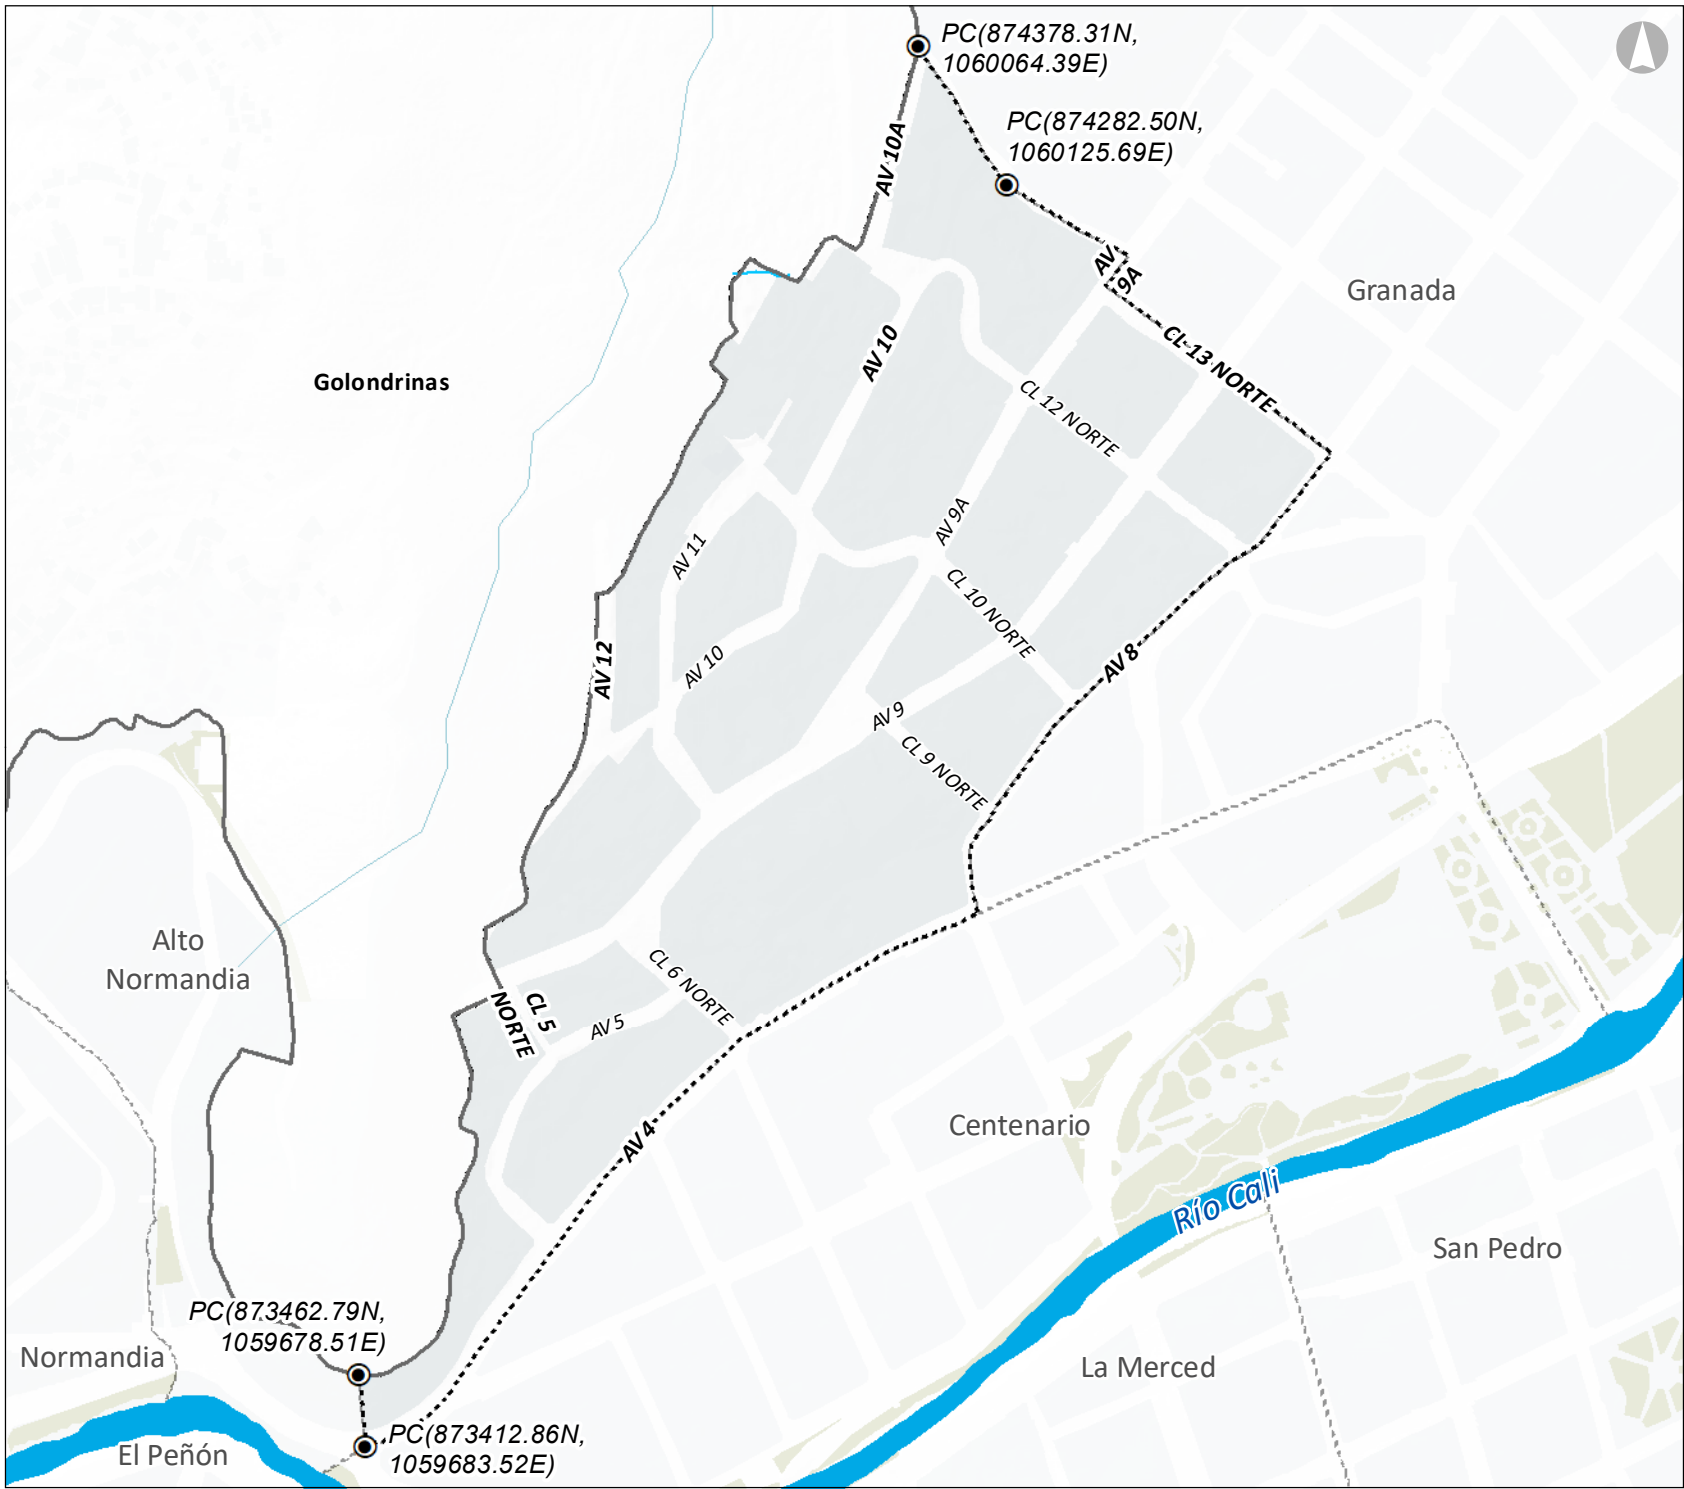 PC(874378.31N,
1060064.39E)
PC(874282.50N,
1060125.69E)
AV 10A
AV
9A
Granada
CL 13 NORTE
AV 10
Golondrinas
CL 12 NORTE
AV 9A
AV 11
CL 10 NORTE
AV 12
AV 10
AV 8
AV 9
CL 9 NORTE
Alto
Normandia
CL 6 NORTE
CL 5
NORTE
AV 5
Centenario
AV 4
Río Cali
San Pedro
PC(873462.79N,
1059678.51E)
Normandia
La Merced
PC(873412.86N,
1059683.52E)
El Peñón